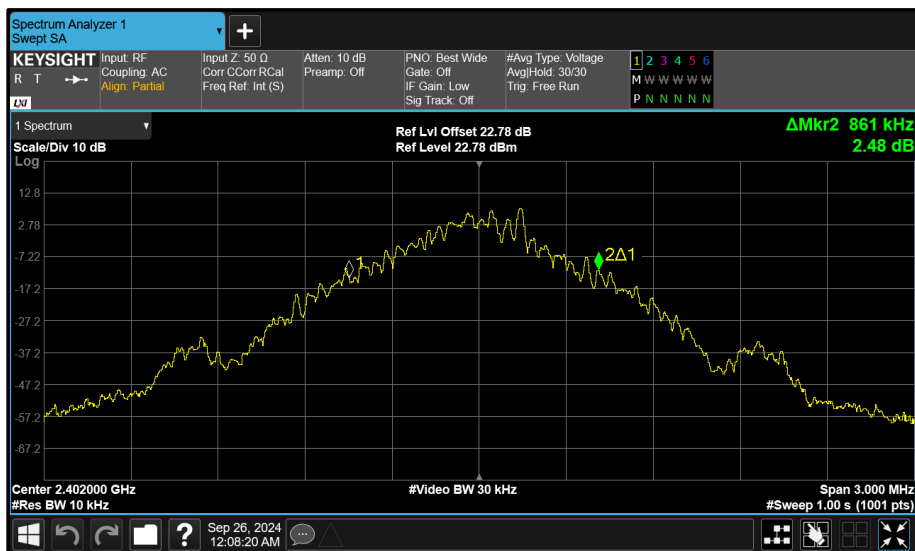 Spectrum Analyzer 1
Swept SA
KEYSIGHT
R T
LXI
Input: RF
Coupling: AC
Align: Partial
Input Z: 50 Ω
Corr CCorr RCal
Freq Ref: Int (S)
Atten: 10 dB
Preamp: Off
PNO: Best Wide
Gate: Off
IF Gain: Low
Sig Track: Off
#Avg Type: Voltage
Avg|Hold: 30/30
Trig: Free Run
1 2 3 4 5 6
M W W W W W
P N N N N N
1 Spectrum
Scale/Div 10 dB
Log
Ref Lvl Offset 22.78 dB
Ref Level 22.78 dBm
ΔMkr2 861 kHz
2.48 dB
12.8
2.78
-7.22
-17.2
-27.2
-37.2
-47.2
-57.2
-67.2
1
2Δ1
Center 2.402000 GHz
#Video BW 30 kHz
Span 3.000 MHz
#Res BW 10 kHz
#Sweep 1.00 s (1001 pts)
?
Sep 26, 2024
12:08:20 AM